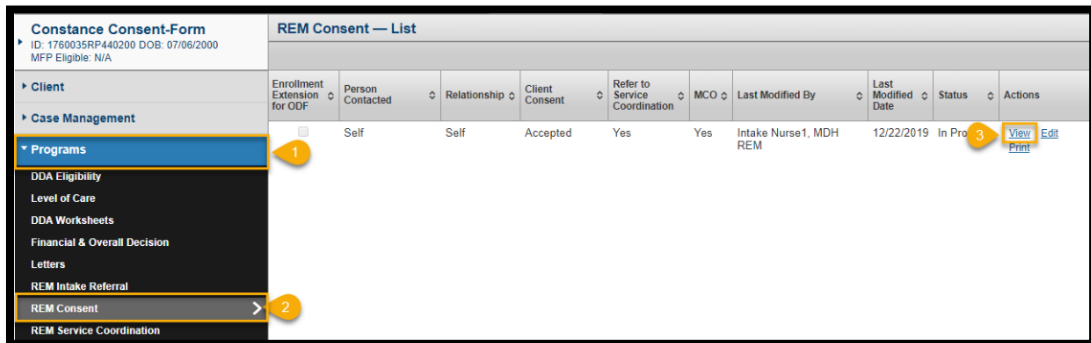 Constance Consent-Form
ID: 1760035RP440200 DOB: 07/06/2000
MFP Eligible: N/A
Client
Case Management
Programs
1
DDA Eligibility
Level of Care
DDA Worksheets
Financial & Overall Decision
Letters
REM Intake Referral
REM Consent
2
REM Service Coordination
REM Consent — List
Enrollment Extension for ODF Person Contacted Relationship Client Consent Refer to Service Coordination MCO Last Modified By Last Modified Date Status Actions
Self Self Accepted Yes Yes Intake Nurse1, MDH 12/22/2019 In Pro 3 View Edit
REM Print